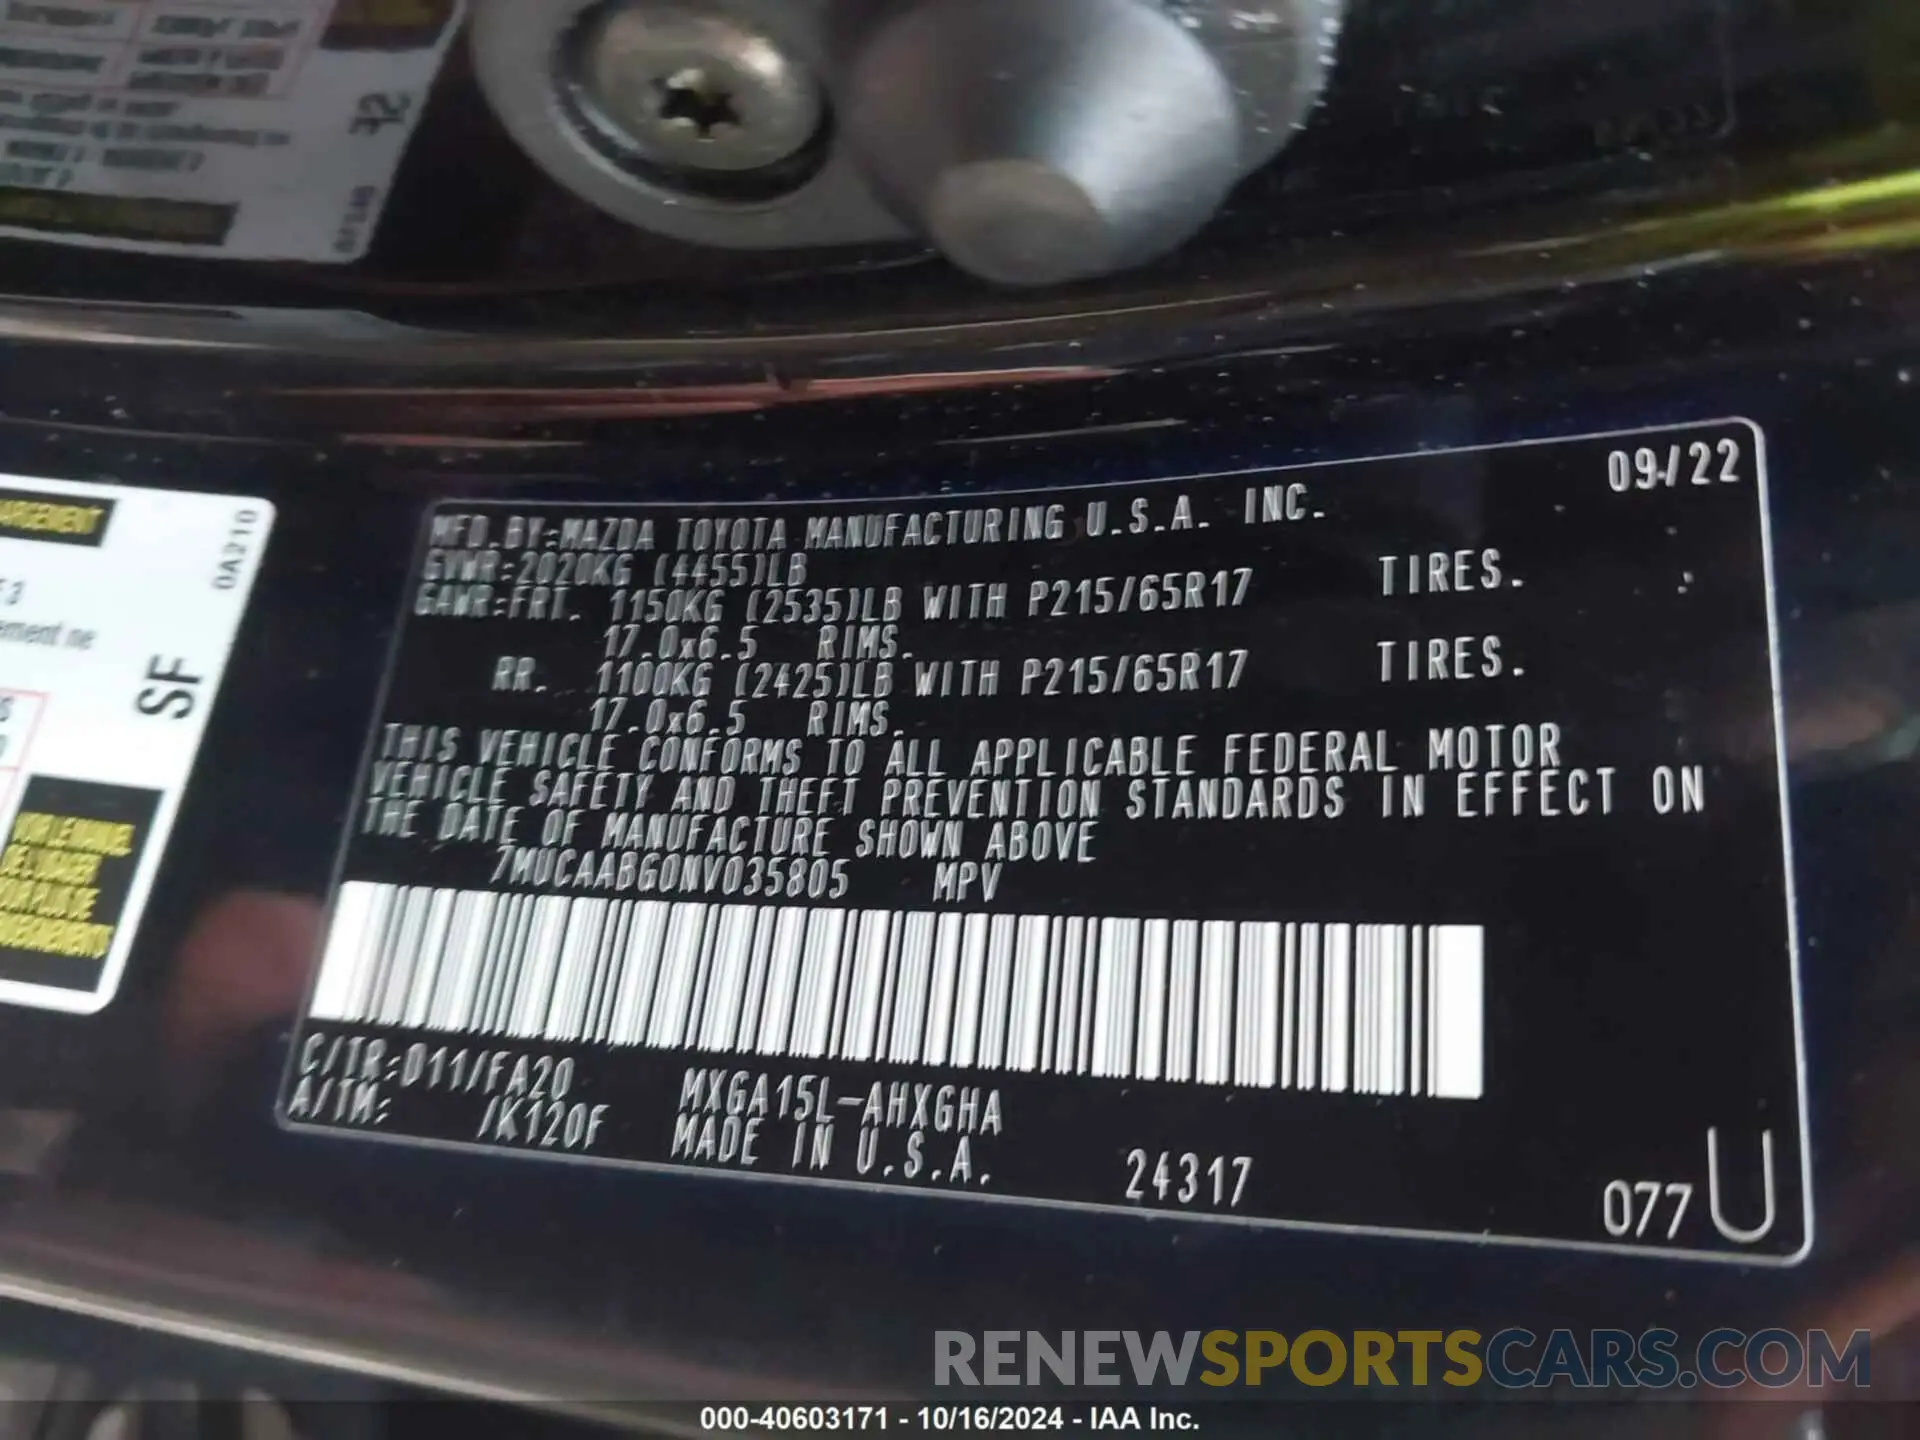 OA210
SF
ement ne
09/22
MFD.BY:MAZDA TOYOTA MANUFACTURING U.S.A. INC.
GVWR:2020KG (4455)LB
GAWR:FRT. 1150KG (2535)LB WITH P215/65R17 TIRES.
17.0x6.5 RIMS.
RR. 1100KG (2425)LB WITH P215/65R17 TIRES.
17.0x6.5 RIMS.
THIS VEHICLE CONFORMS TO ALL APPLICABLE FEDERAL MOTOR
VEHICLE SAFETY AND THEFT PREVENTION STANDARDS IN EFFECT ON
THE DATE OF MANUFACTURE SHOWN ABOVE
7MUCAABG0NV035805 MPV
C/TR:011/FA20 MXGA15L-AHXGHA
A/TM: /K120F MADE IN U.S.A.
24317
077 U
RENEWSPORTSCARS.COM
000-40603171 - 10/16/2024 - IAA Inc.